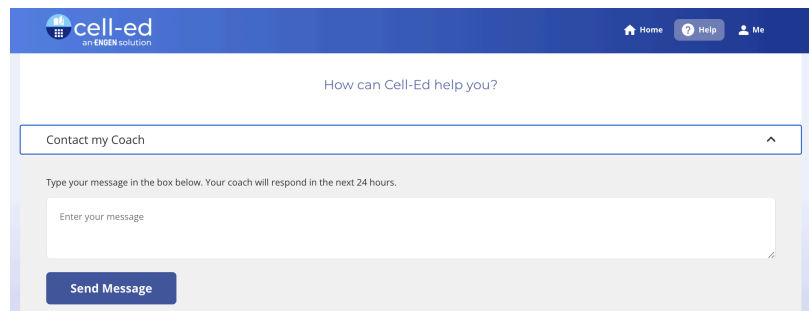 cell-ed
an ENGEN solution
Home
Help
Me
How can Cell-Ed help you?
Contact my Coach
Type your message in the box below. Your coach will respond in the next 24 hours.
Enter your message
Send Message